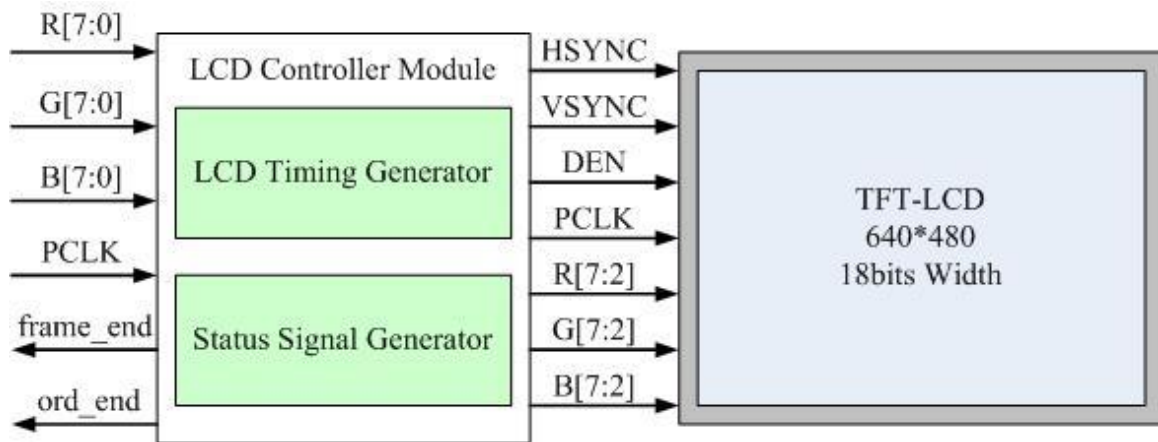 R[7:0]
G[7:0]
B[7:0]
PCLK
frame_end
ord_end
LCD Controller Module
LCD Timing Generator
Status Signal Generator
HSYNC
VSYNC
DEN
PCLK
R[7:2]
G[7:2]
B[7:2]
TFT-LCD
640*480
18bits Width